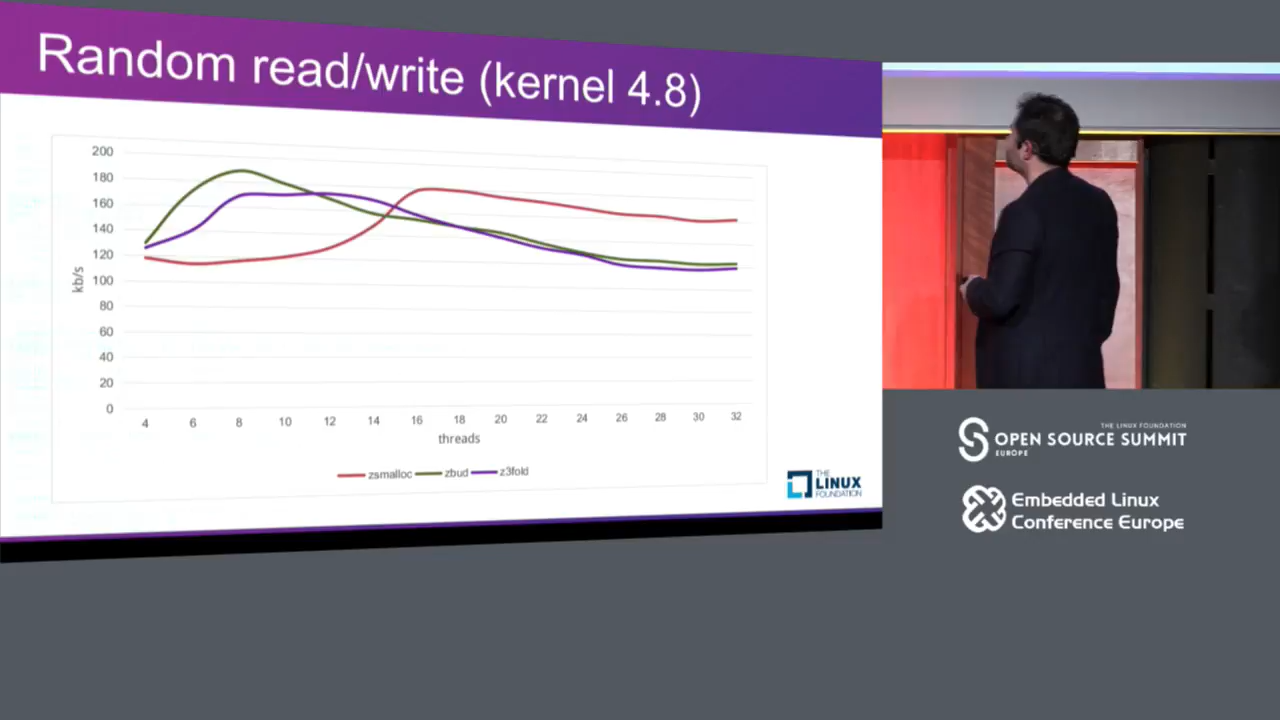 Random read/write (kernel 4.8)
200
180
160
140
120
100
80
60
40
20
0
kb/s
4 6 8 10 12 14 16 18 20 22 24 26 28 30 32
threads
zsmalloc zbud z3fold
THE
LINUX
FOUNDATION
THE LINUX FOUNDATION
OPEN SOURCE SUMMIT
EUROPE
Embedded Linux
Conference Europe